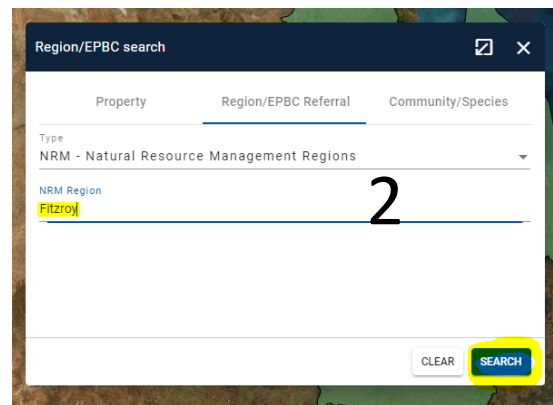 Region/EPBC search
Property Region/EPBC Referral Community/Species
Type
NRM - Natural Resource Management Regions
NRM Region
Fitzroy
2
CLEAR SEARCH